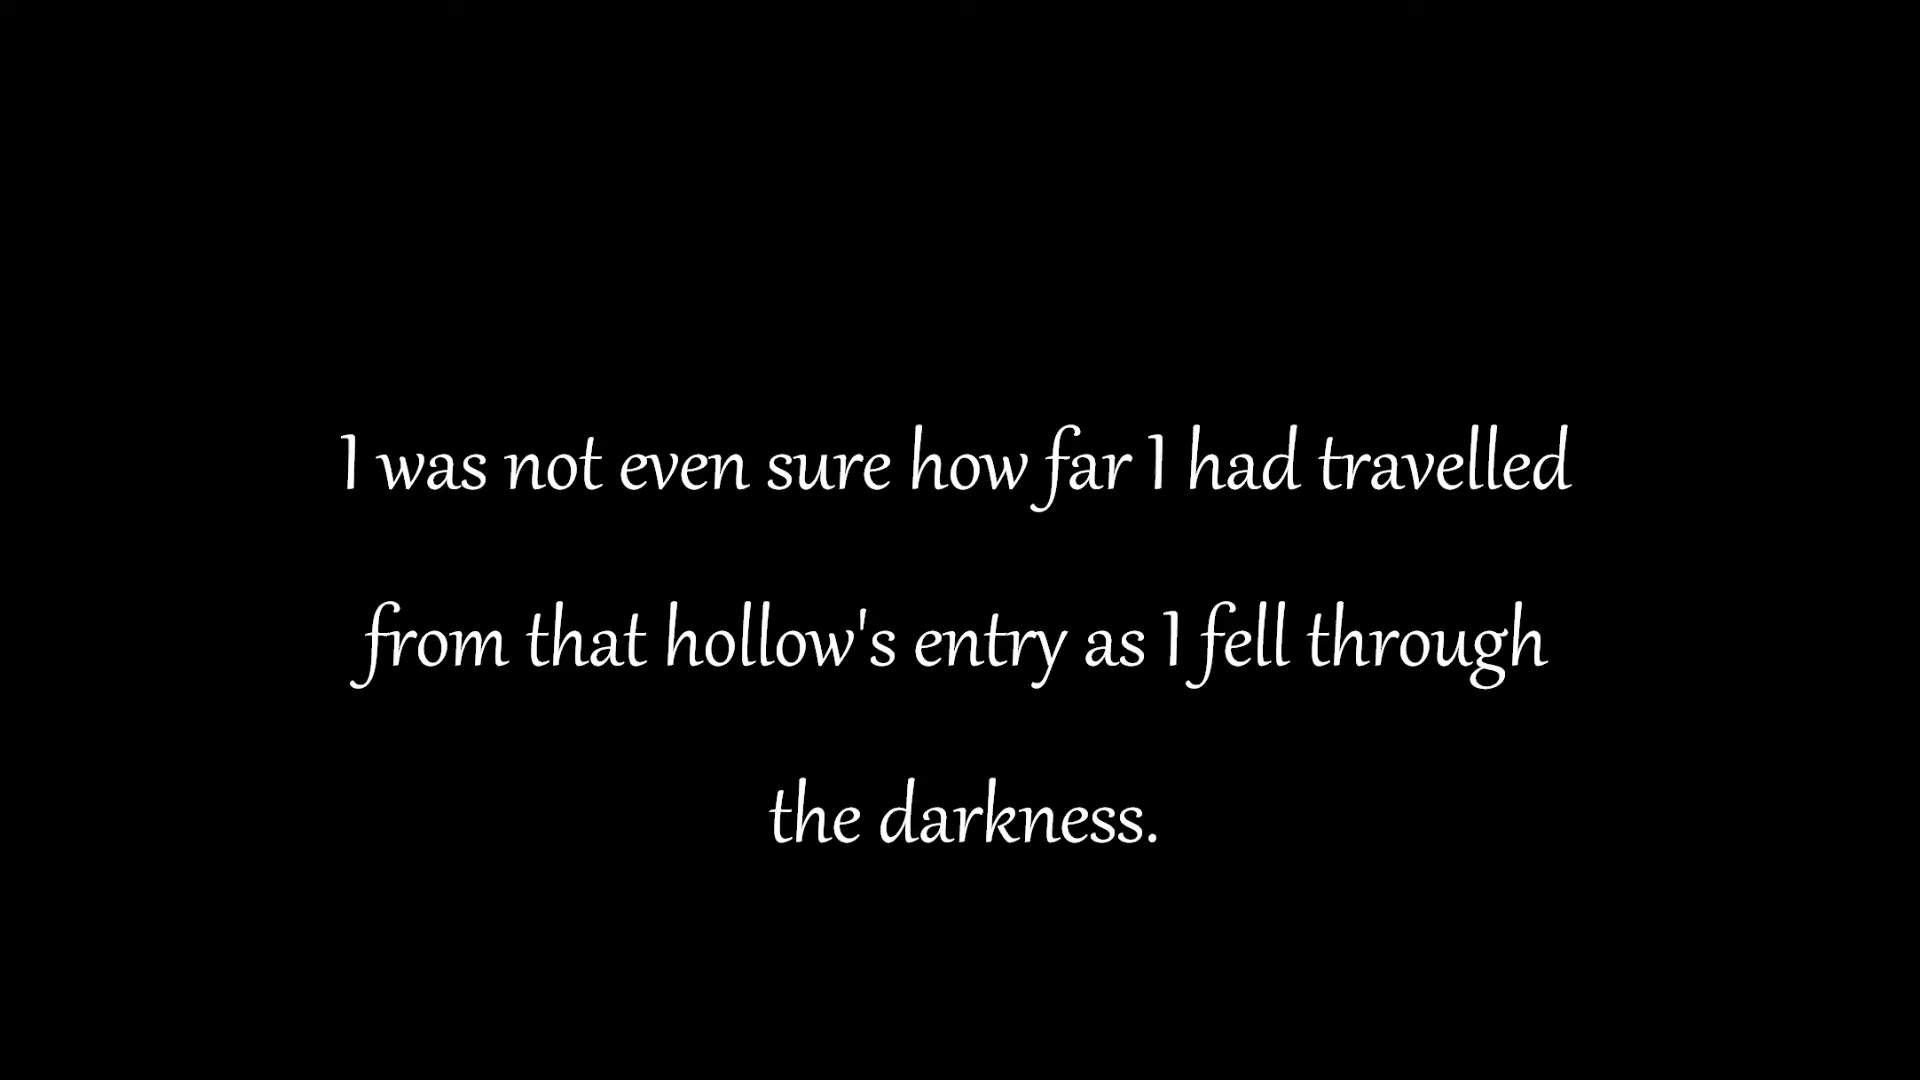 I was not even sure how far I had travelled
from that hollow's entry as I fell through
the darkness.